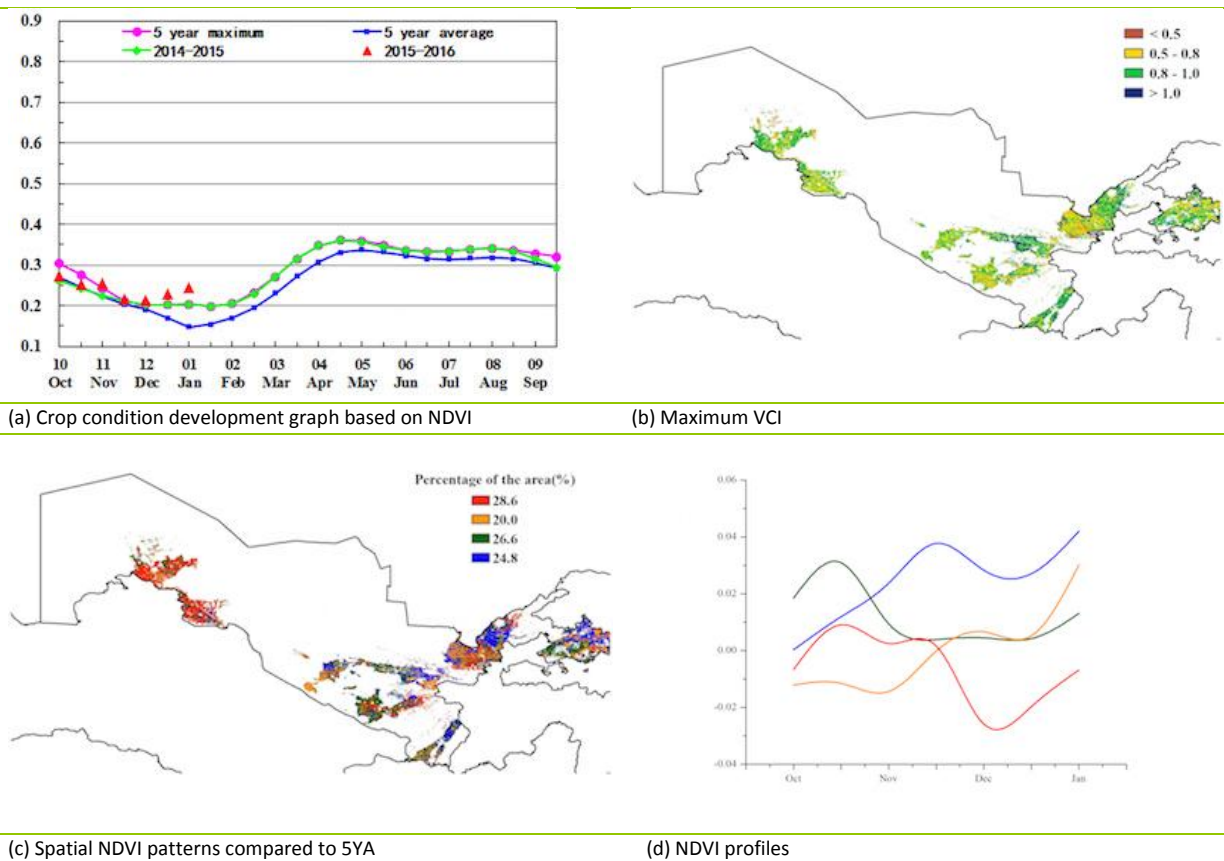 0.9
0.8
0.7
0.6
0.5
0.4
0.3
0.2
0.1
5 year maximum
5 year average
2014-2015
2015-2016
10 11 12 01 02 03 04 05 06 07 08 09
Oct Nov Dec Jan Feb Mar Apr May Jun Jul Aug Sep
< 0.5
0.5 - 0.8
0.8 - 1.0
> 1.0
(a) Crop condition development graph based on NDVI
(b) Maximum VCI
Percentage of the area(%)
28.6
20.0
26.6
24.8
0.06
0.04
0.02
0.00
-0.02
-0.04
Oct Nov Dec Jan
(c) Spatial NDVI patterns compared to 5YA
(d) NDVI profiles